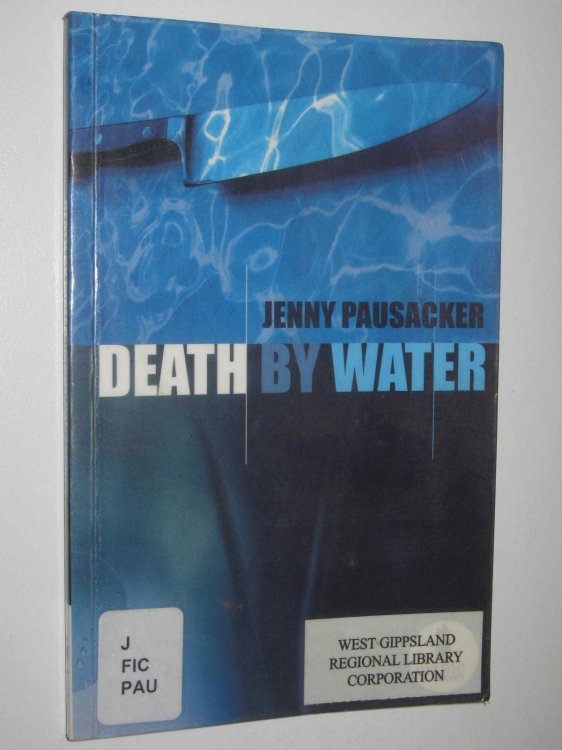 JENNY PAUSACKER
DEATH BY WATER
J
FIC
PAU
WEST GIPPSLAND
REGIONAL LIBRARY
CORPORATION